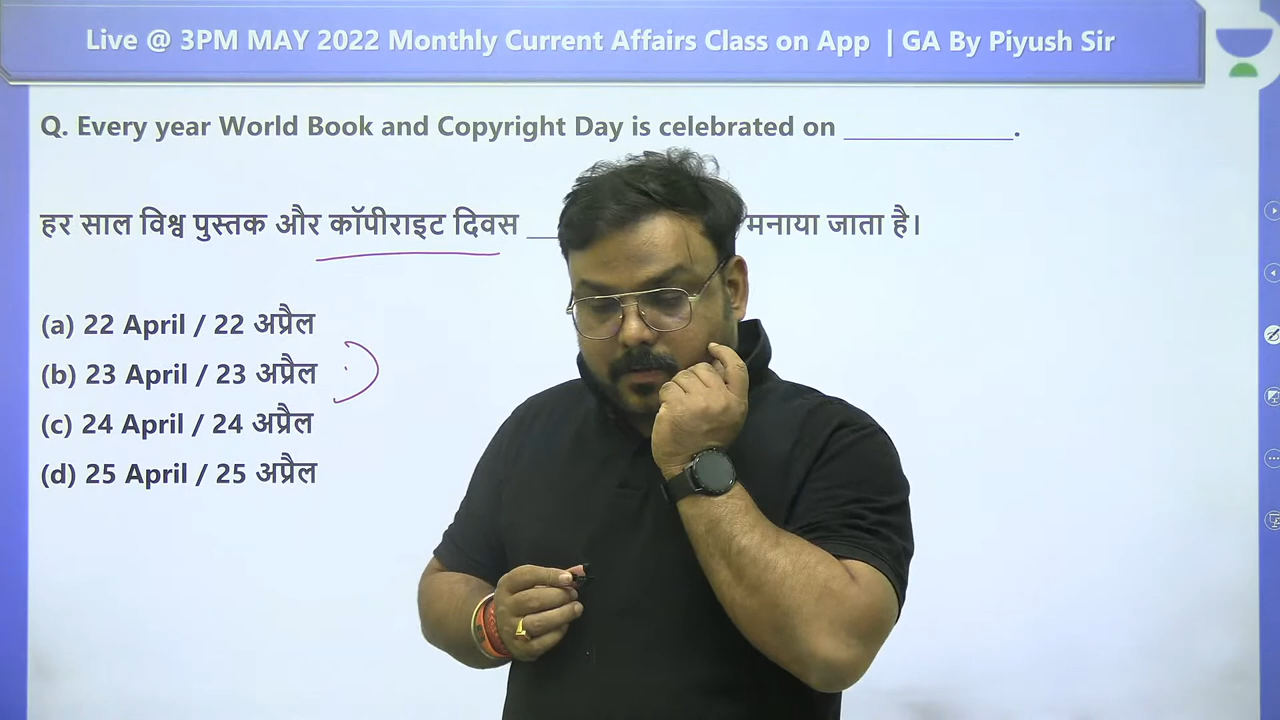 Live @ 3PM MAY 2022 Monthly Current Affairs Class on App | GA By Piyush Sir
Q. Every year World Book and Copyright Day is celebrated on ____________.
हर साल विश्व पुस्तक और कॉपीराइट दिवस __ मनाया जाता है।
(a) 22 April / 22 अप्रैल
(b) 23 April / 23 अप्रैल
(c) 24 April / 24 अप्रैल
(d) 25 April / 25 अप्रैल